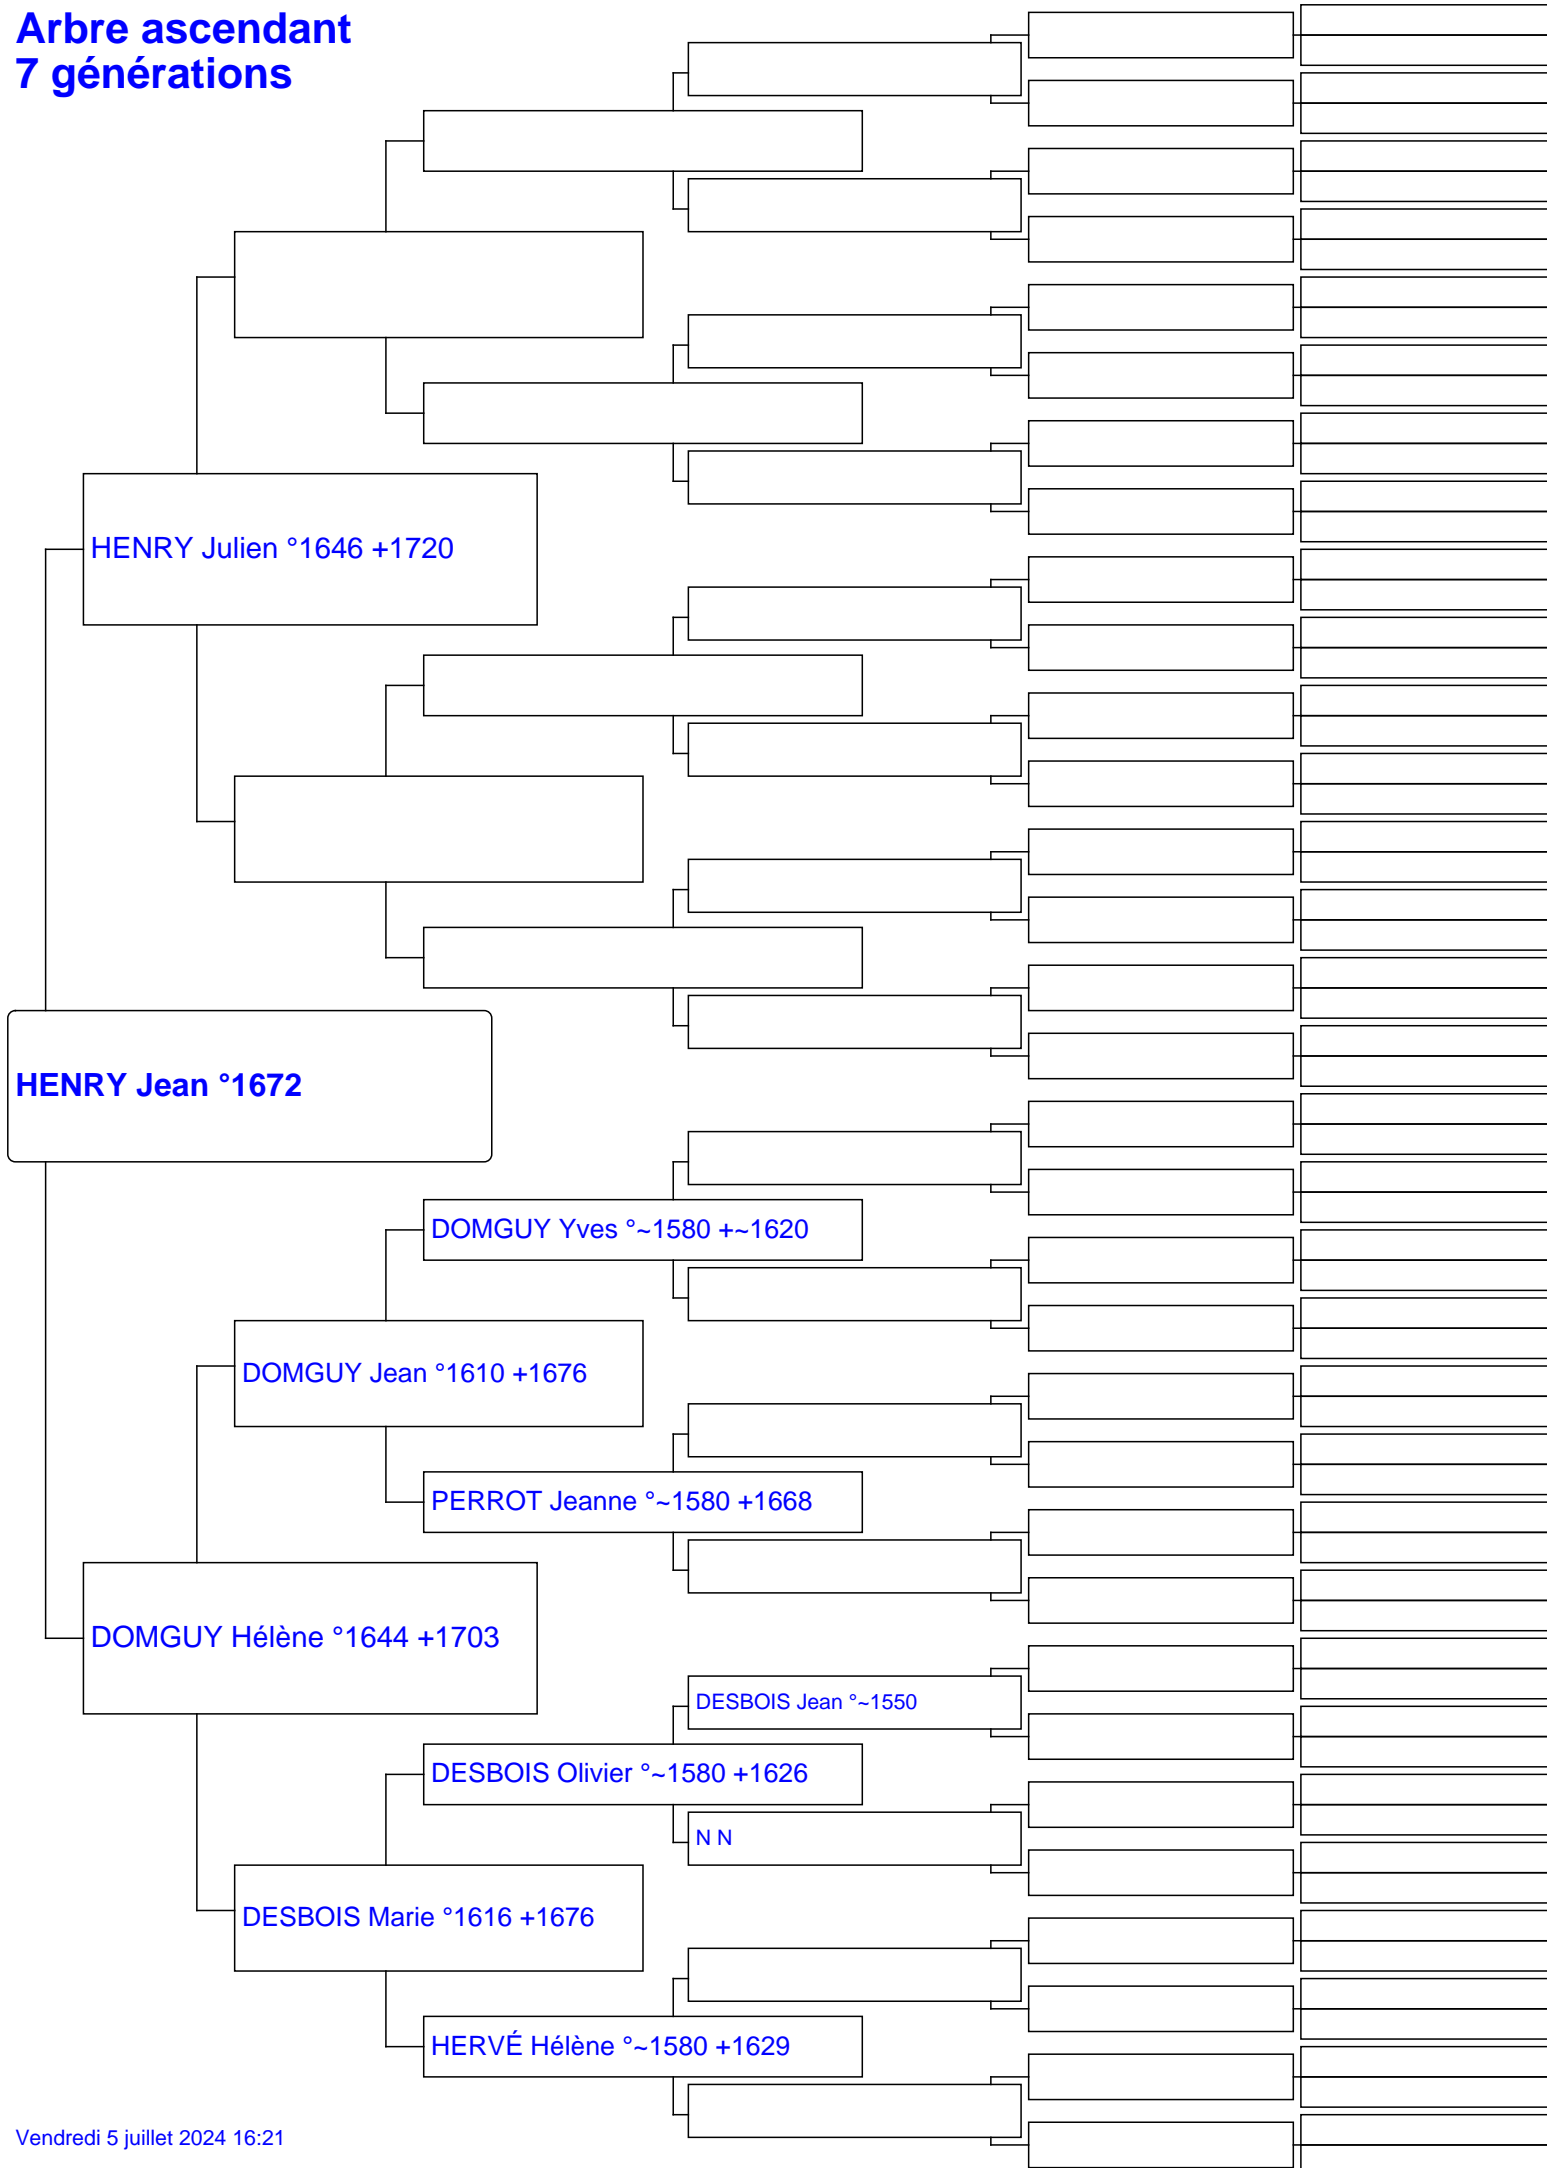 Arbre ascendant
7 générations
HENRY Julien °1646 +1720
HENRY Jean °1672
DOMGUY Yves °~1580 +~1620
DOMGUY Jean °1610 +1676
PERROT Jeanne °~1580 +1668
DOMGUY Hélène °1644 +1703
DESBOIS Jean °~1550
DESBOIS Olivier °~1580 +1626
N N
DESBOIS Marie °1616 +1676
HERVÉ Hélène °~1580 +1629
Vendredi 5 juillet 2024 16:21